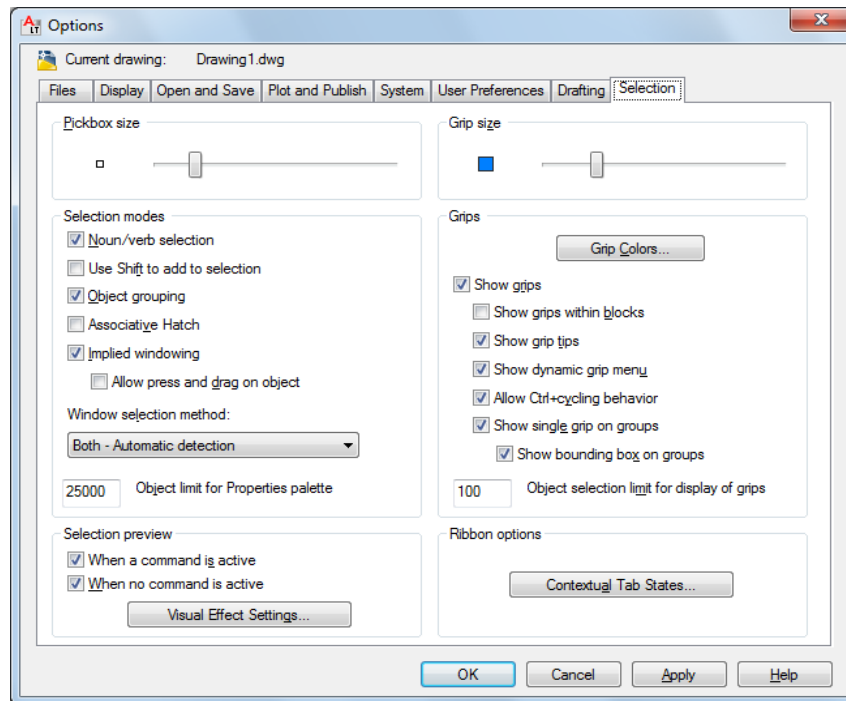 A LT Options
Current drawing: Drawing1.dwg
Files Display Open and Save Plot and Publish System User Preferences Drafting Selection
Pickbox size
Grip size
Selection modes
Noun/verb selection
Use Shift to add to selection
Object grouping
Associative Hatch
Implied windowing
Allow press and drag on object
Window selection method:
Both - Automatic detection
25000 Object limit for Properties palette
Grips
Grip Colors...
Show grips
Show grips within blocks
Show grip tips
Show dynamic grip menu
Allow Ctrl+cycling behavior
Show single grip on groups
Show bounding box on groups
100 Object selection limit for display of grips
Selection preview
When a command is active
When no command is active
Visual Effect Settings...
Ribbon options
Contextual Tab States...
OK Cancel Apply Help